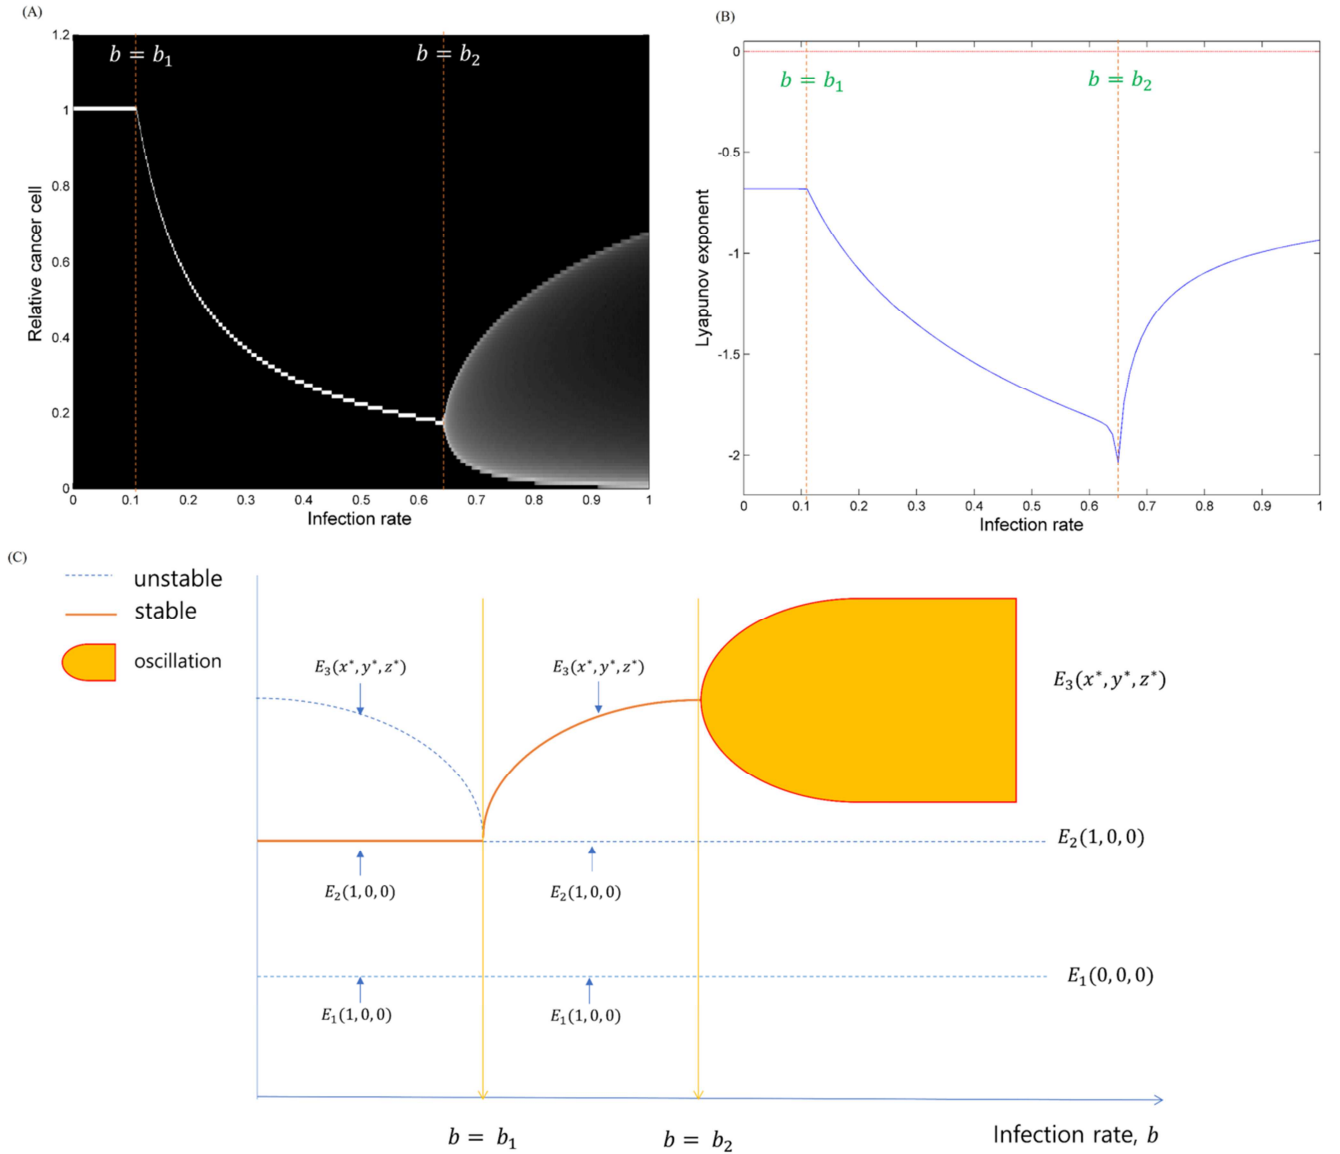 (A)
1.2
1
0.8
0.6
0.4
0.2
0
Relative cancer cell
b = b₁
b = b₂
0 0.1 0.2 0.3 0.4 0.5 0.6 0.7 0.8 0.9 1
Infection rate
(B)
0
-0.5
-1
-1.5
-2
Lyapunov exponent
b = b₁
b = b₂
0 0.1 0.2 0.3 0.4 0.5 0.6 0.7 0.8 0.9 1
Infection rate
(C)
unstable
stable
oscillation
E₃(x*, y*, z*)
E₃(x*, y*, z*)
E₃(x*, y*, z*)
E₂(1, 0, 0)
E₂(1, 0, 0)
E₂(1, 0, 0)
E₁(0, 0, 0)
E₁(1, 0, 0)
E₁(1, 0, 0)
b = b₁
b = b₂
Infection rate, b